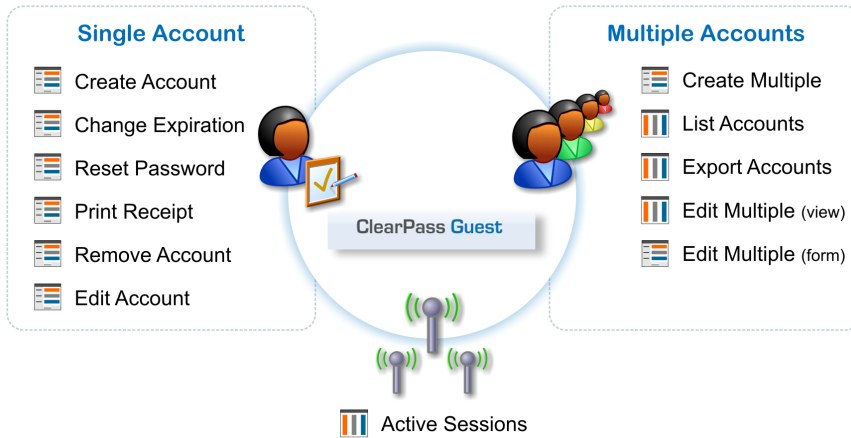 Single Account
Create Account
Change Expiration
Reset Password
Print Receipt
Remove Account
Edit Account
ClearPass Guest
Multiple Accounts
Create Multiple
List Accounts
Export Accounts
Edit Multiple (view)
Edit Multiple (form)
Active Sessions